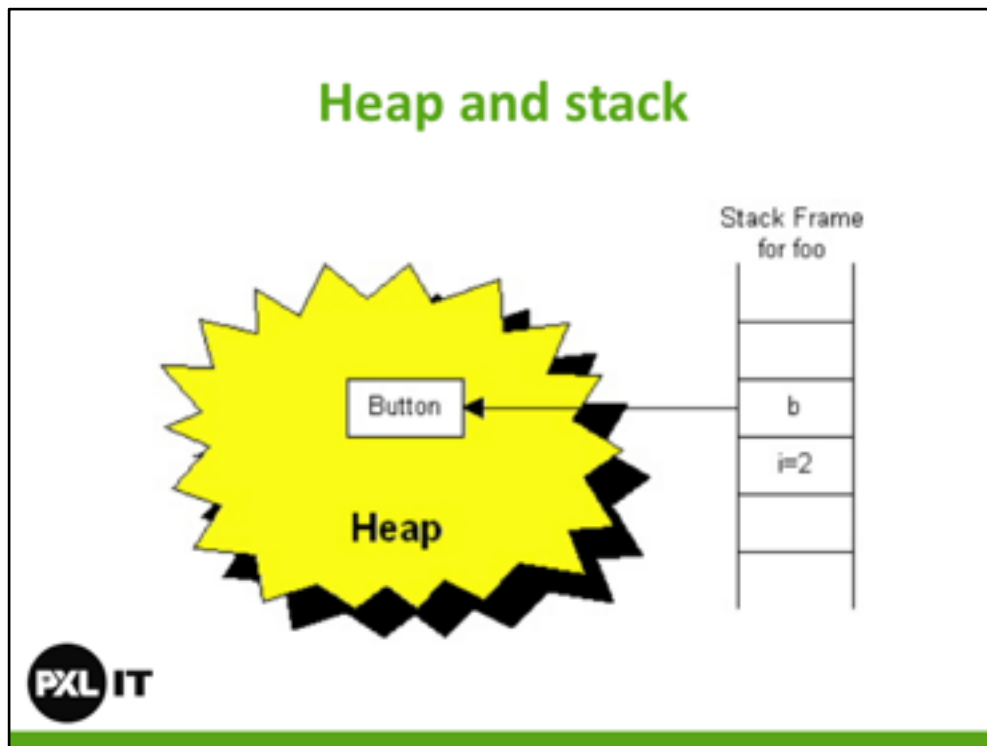 Heap and stack
Stack Frame
for foo
Button
b
i=2
Heap
PXL IT